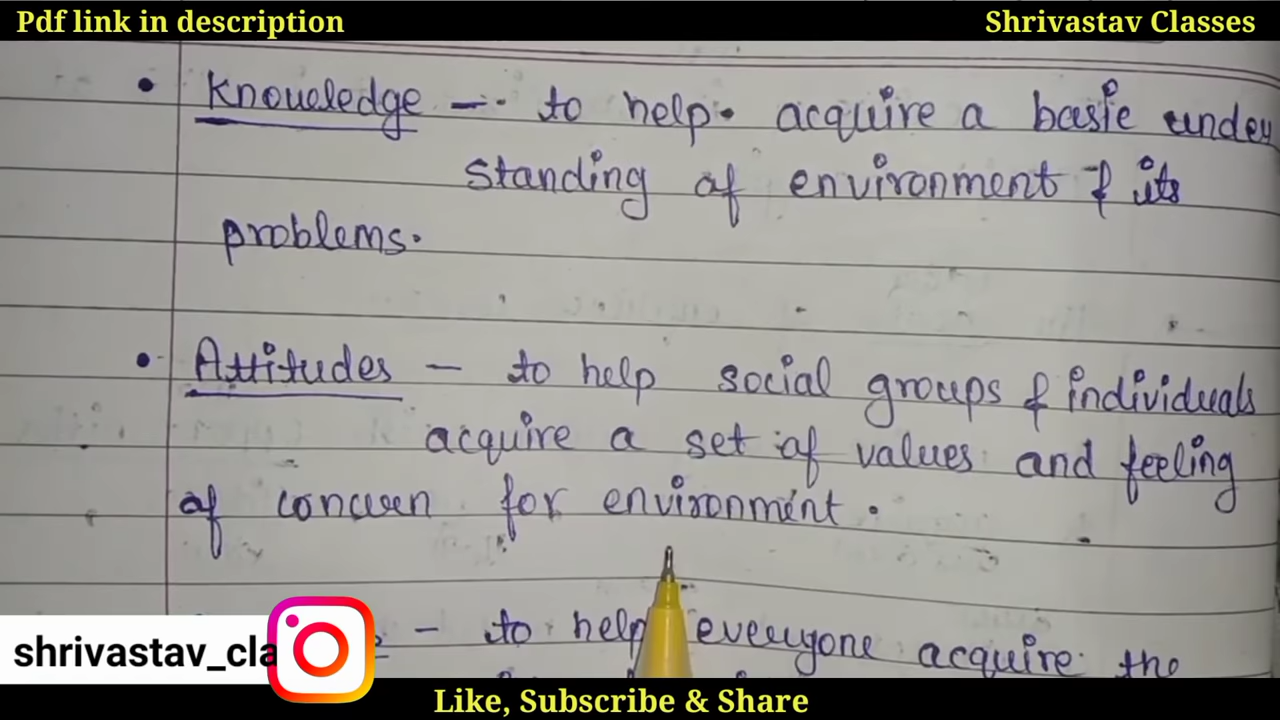 Pdf link in description
Shrivastav Classes
• Knowledge — to help acquire a basic under
standing of environment & its
problems.
• Attitudes — to help social groups & individuals
acquire a set of values and feeling
of concern for environment.
— to help everyone acquire the
shrivastav_cla
Like, Subscribe & Share